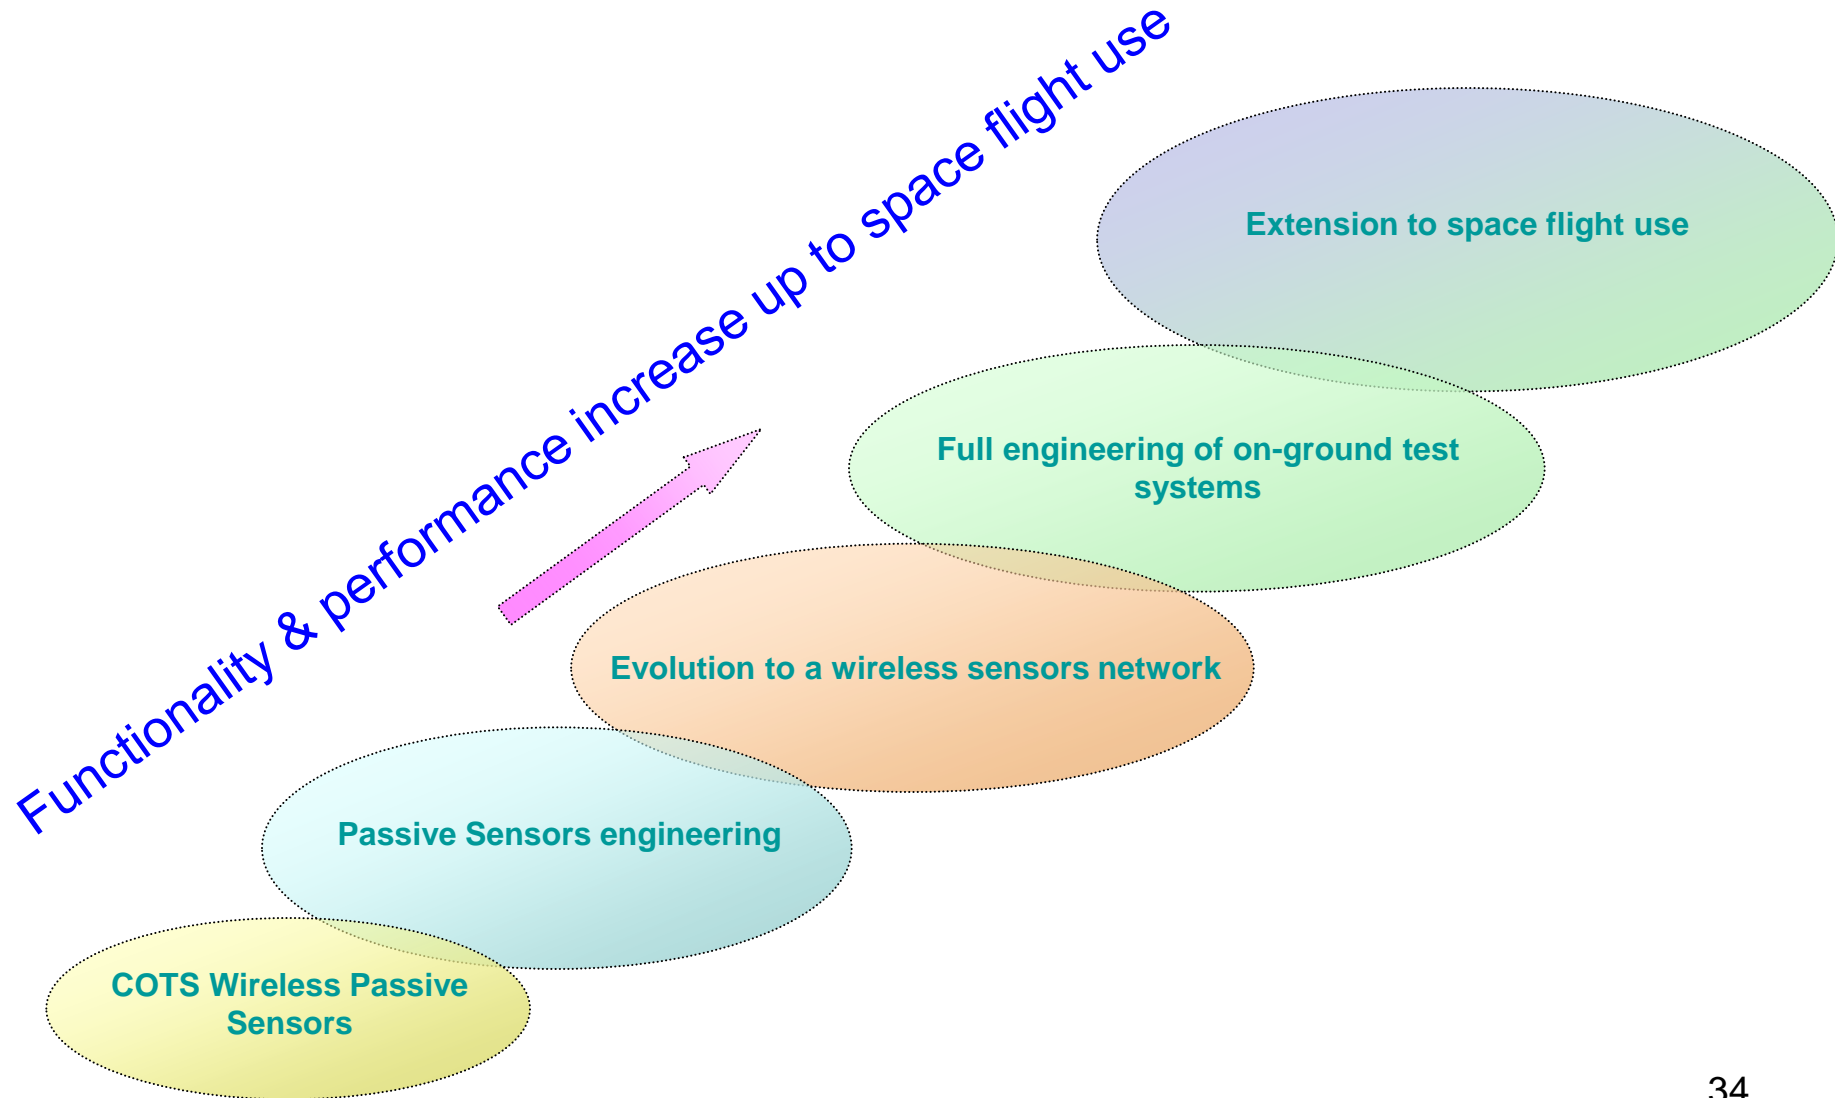 Functionality & performance increase up to space flight use
Extension to space flight use
Full engineering of on-ground test
systems
Evolution to a wireless sensors network
Passive Sensors engineering
COTS Wireless Passive
Sensors
34